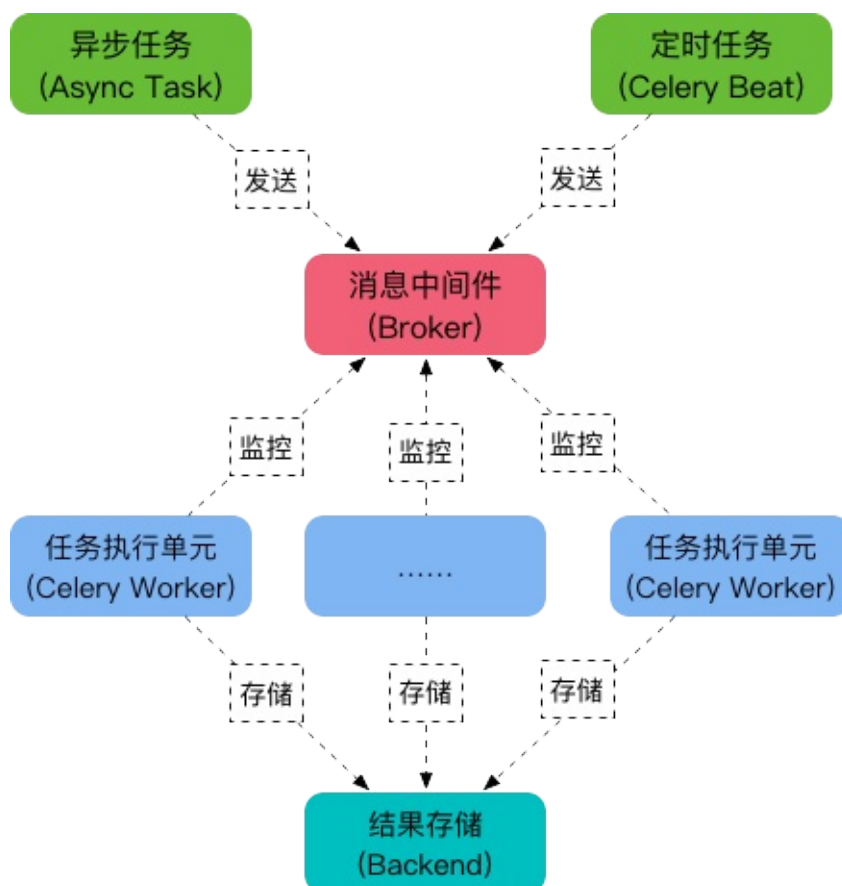 异步任务
(Async Task)
定时任务
(Celery Beat)
发送
发送
消息中间件
(Broker)
监控
监控
监控
任务执行单元
(Celery Worker)
......
任务执行单元
(Celery Worker)
存储
存储
存储
结果存储
(Backend)